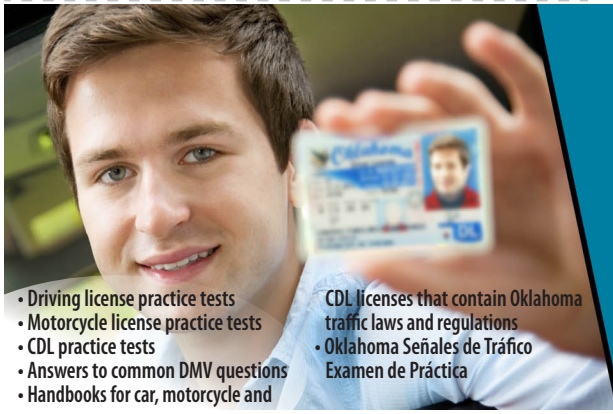 Oklahoma
DL
• Driving license practice tests
• Motorcycle license practice tests
• CDL practice tests
• Answers to common DMV questions
• Handbooks for car, motorcycle and
CDL licenses that contain Oklahoma
traffic laws and regulations
• Oklahoma Señales de Tráfico
Examen de Práctica